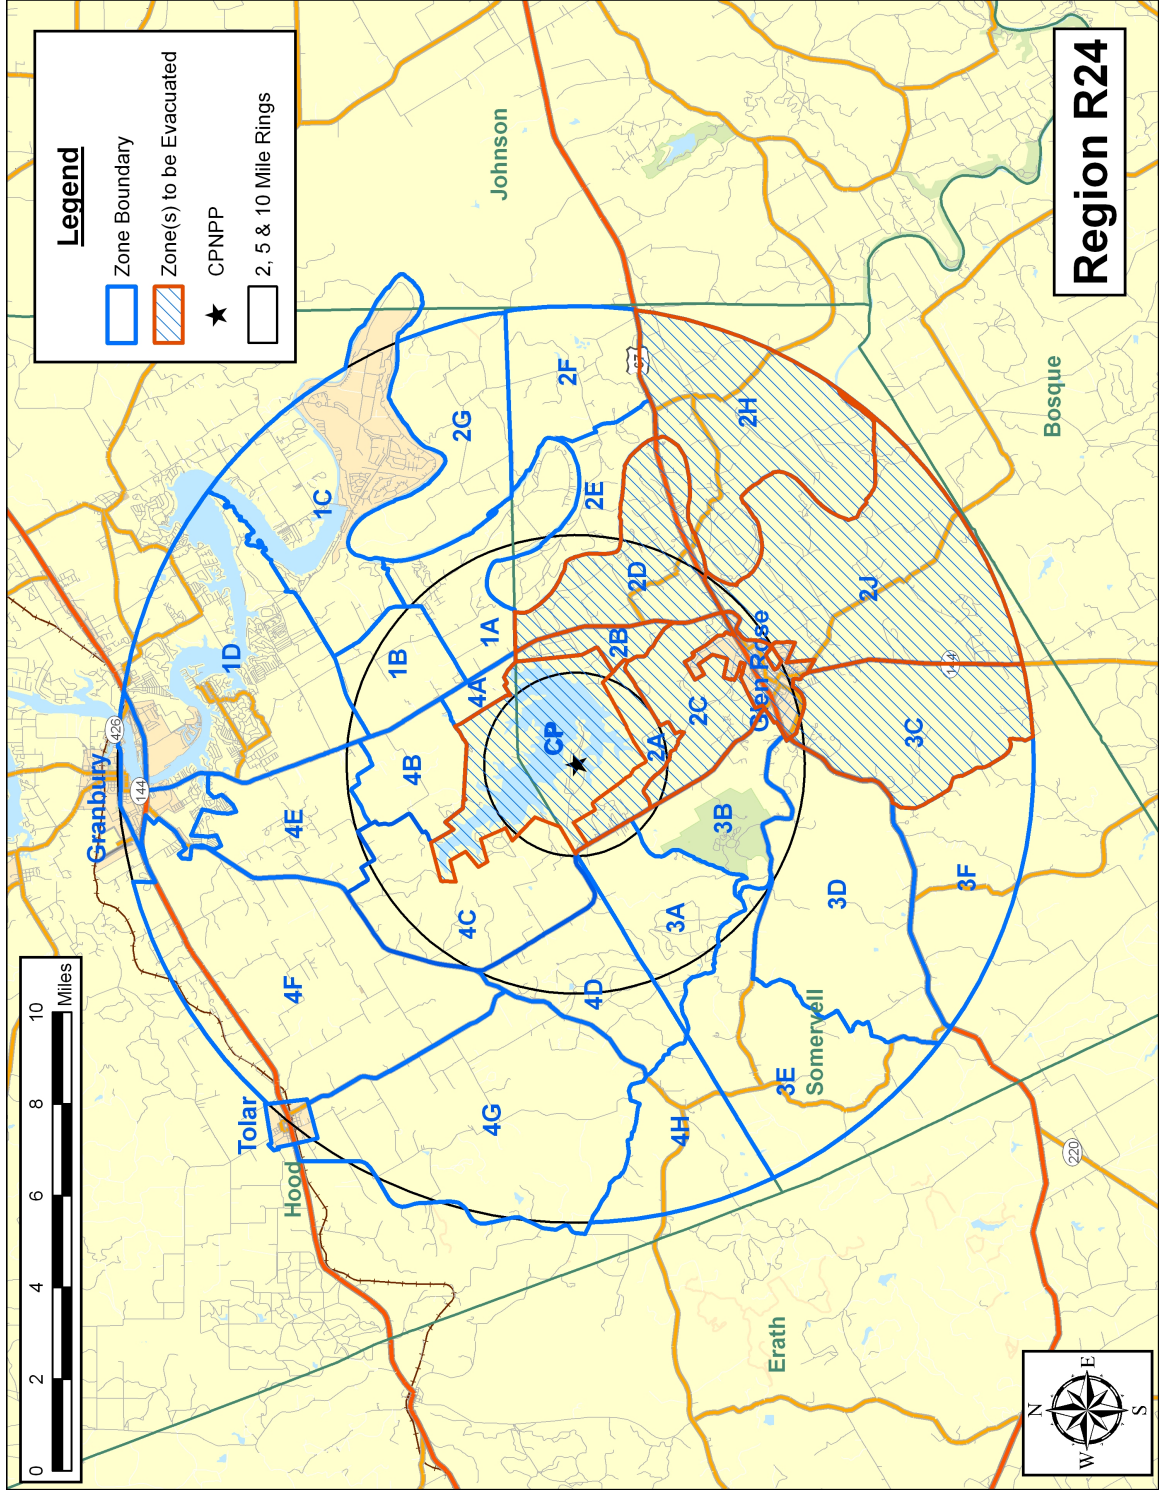 Legend
Zone Boundary
Zone(s) to be Evacuated
CPNPP
2, 5 & 10 Mile Rings
Region R24
0 2 4 6 8 10
Miles
N
W E
S
Granbury
Tolar
Glen Rose
Hood
Johnson
Bosque
Somervell
Erath
CP
1A
1B
1C
1D
2A
2B
2C
2D
2E
2F
2G
2H
2J
3A
3B
3C
3D
3E
3F
4A
4B
4C
4D
4E
4F
4G
4H
426
144
67
144
220